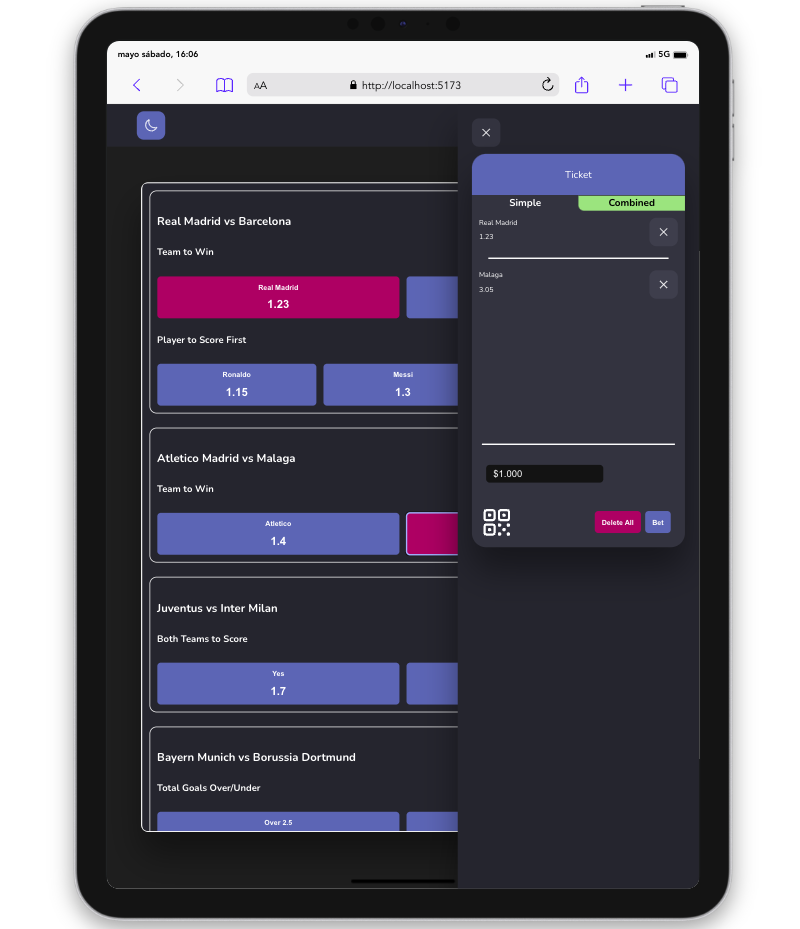 mayo sábado, 16:06
5G
AA
http://localhost:5173
Real Madrid vs Barcelona
Team to Win
Real Madrid
1.23
Player to Score First
Ronaldo
1.15
Messi
1.3
Atletico Madrid vs Malaga
Team to Win
Atletico
1.4
Juventus vs Inter Milan
Both Teams to Score
Yes
1.7
Bayern Munich vs Borussia Dortmund
Total Goals Over/Under
Over 2.5
Ticket
Simple
Combined
Real Madrid
1.23
Malaga
3.05
$1.000
Delete All
Bet